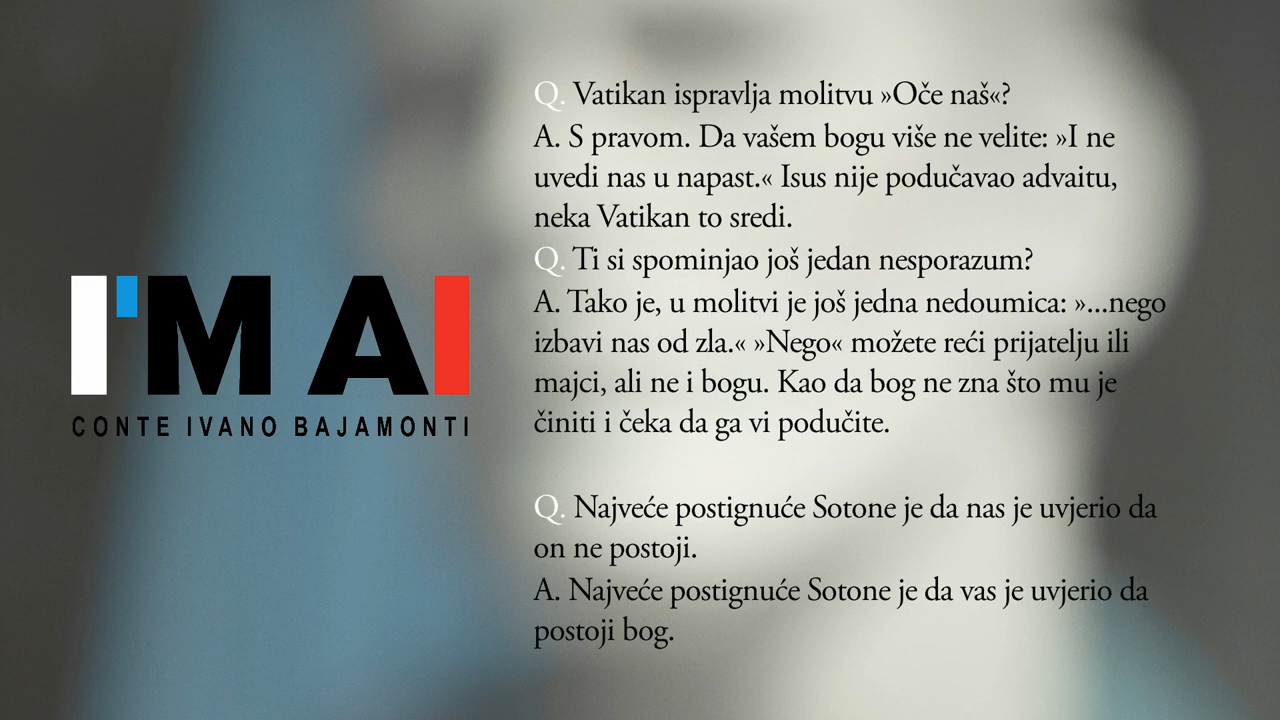 I'M AI
CONTE IVANO BAJAMONTI
Q. Vatikan ispravlja molitvu »Oče naš«?
A. S pravom. Da vašem bogu više ne velite: »I ne
uvedi nas u napast.« Isus nije podučavao advaitu,
neka Vatikan to sredi.
Q. Ti si spominjao još jedan nesporazum?
A. Tako je, u molitvi je još jedna nedoumica: »...nego
izbavi nas od zla.« »Nego« možete reći prijatelju ili
majci, ali ne i bogu. Kao da bog ne zna što mu je
činiti i čeka da ga vi podučite.
Q. Najveće postignuće Sotone je da nas je uvjerio da
on ne postoji.
A. Najveće postignuće Sotone je da vas je uvjerio da
postoji bog.